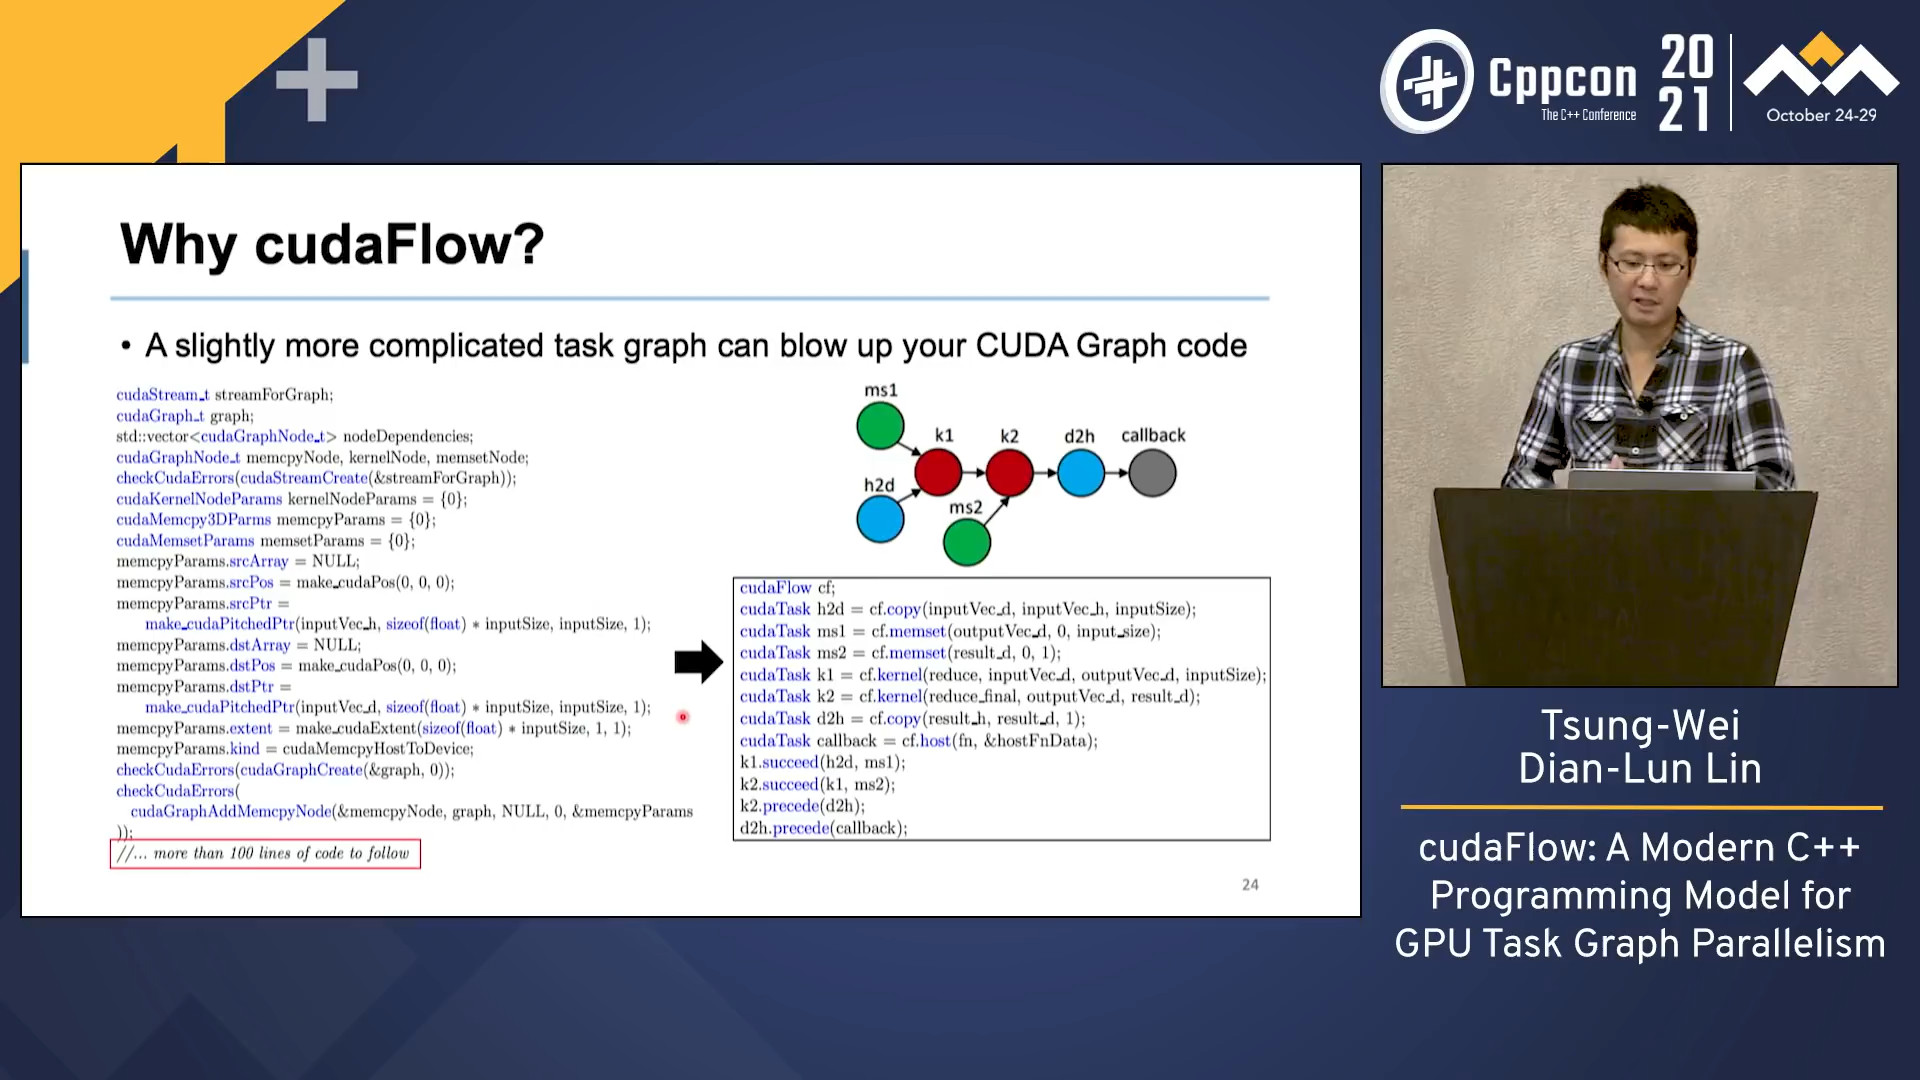 Cppcon
The C++ Conference
20
21
October 24-29
Why cudaFlow?
• A slightly more complicated task graph can blow up your CUDA Graph code
cudaStream_t streamForGraph;
cudaGraph_t graph;
std::vector<cudaGraphNode_t> nodeDependencies;
cudaGraphNode_t memcpyNode, kernelNode, memsetNode;
checkCudaErrors(cudaStreamCreate(&streamForGraph));
cudaKernelNodeParams kernelNodeParams = {0};
cudaMemcpy3DParms memcpyParams = {0};
cudaMemsetParams memsetParams = {0};
memcpyParams.srcArray = NULL;
memcpyParams.srcPos = make_cudaPos(0, 0, 0);
memcpyParams.srcPtr =
make_cudaPitchedPtr(inputVec_h, sizeof(float) * inputSize, inputSize, 1);
memcpyParams.dstArray = NULL;
memcpyParams.dstPos = make_cudaPos(0, 0, 0);
memcpyParams.dstPtr =
make_cudaPitchedPtr(inputVec_d, sizeof(float) * inputSize, inputSize, 1);
memcpyParams.extent = make_cudaExtent(sizeof(float) * inputSize, 1, 1);
memcpyParams.kind = cudaMemcpyHostToDevice;
checkCudaErrors(cudaGraphCreate(&graph, 0));
checkCudaErrors(
cudaGraphAddMemcpyNode(&memcpyNode, graph, NULL, 0, &memcpyParams
));
//... more than 100 lines of code to follow
ms1
k1
k2
d2h
callback
h2d
ms2
cudaFlow cf;
cudaTask h2d = cf.copy(inputVec_d, inputVec_h, inputSize);
cudaTask ms1 = cf.memset(outputVec_d, 0, input_size);
cudaTask ms2 = cf.memset(result_d, 0, 1);
cudaTask k1 = cf.kernel(reduce, inputVec_d, outputVec_d, inputSize);
cudaTask k2 = cf.kernel(reduce_final, outputVec_d, result_d);
cudaTask d2h = cf.copy(result_h, result_d, 1);
cudaTask callback = cf.host(fn, &hostFnData);
k1.succeed(h2d, ms1);
k2.succeed(k1, ms2);
k2.precede(d2h);
d2h.precede(callback);
24
Tsung-Wei
Dian-Lun Lin
cudaFlow: A Modern C++
Programming Model for
GPU Task Graph Parallelism